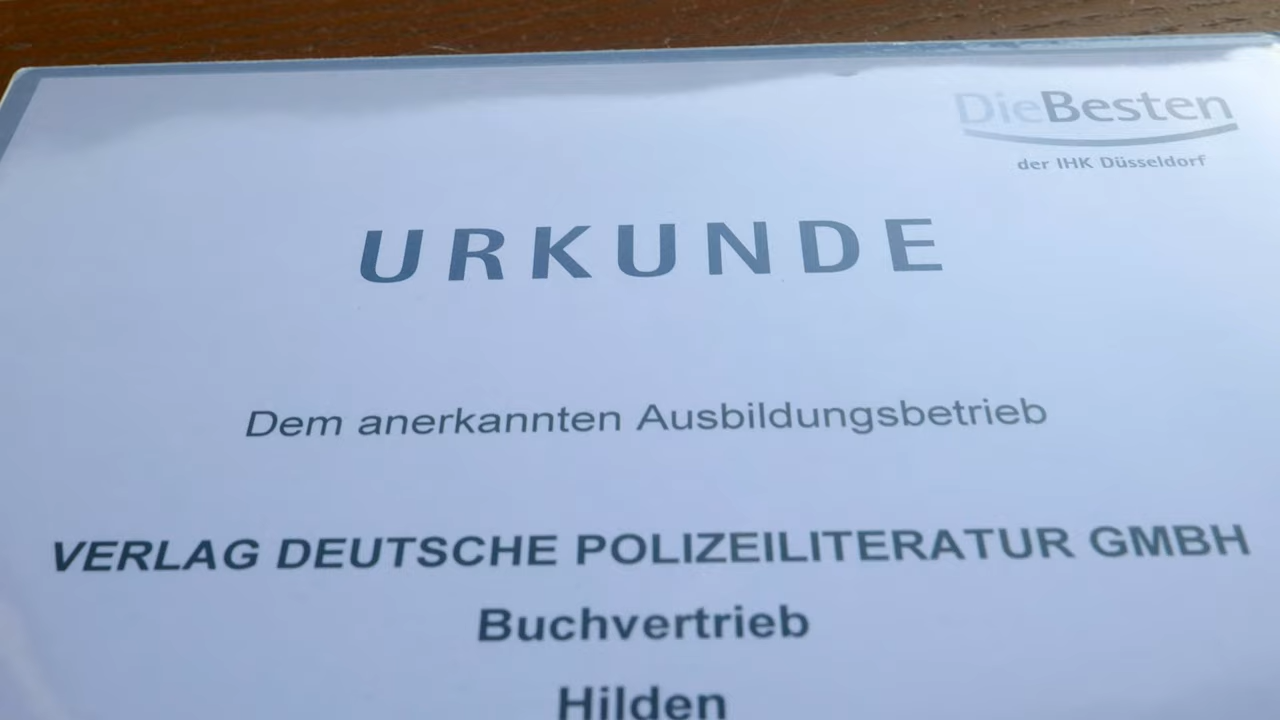 DieBesten
der IHK Düsseldorf
URKUNDE
Dem anerkannten Ausbildungsbetrieb
VERLAG DEUTSCHE POLIZEILITERATUR GMBH
Buchvertrieb
Hilden